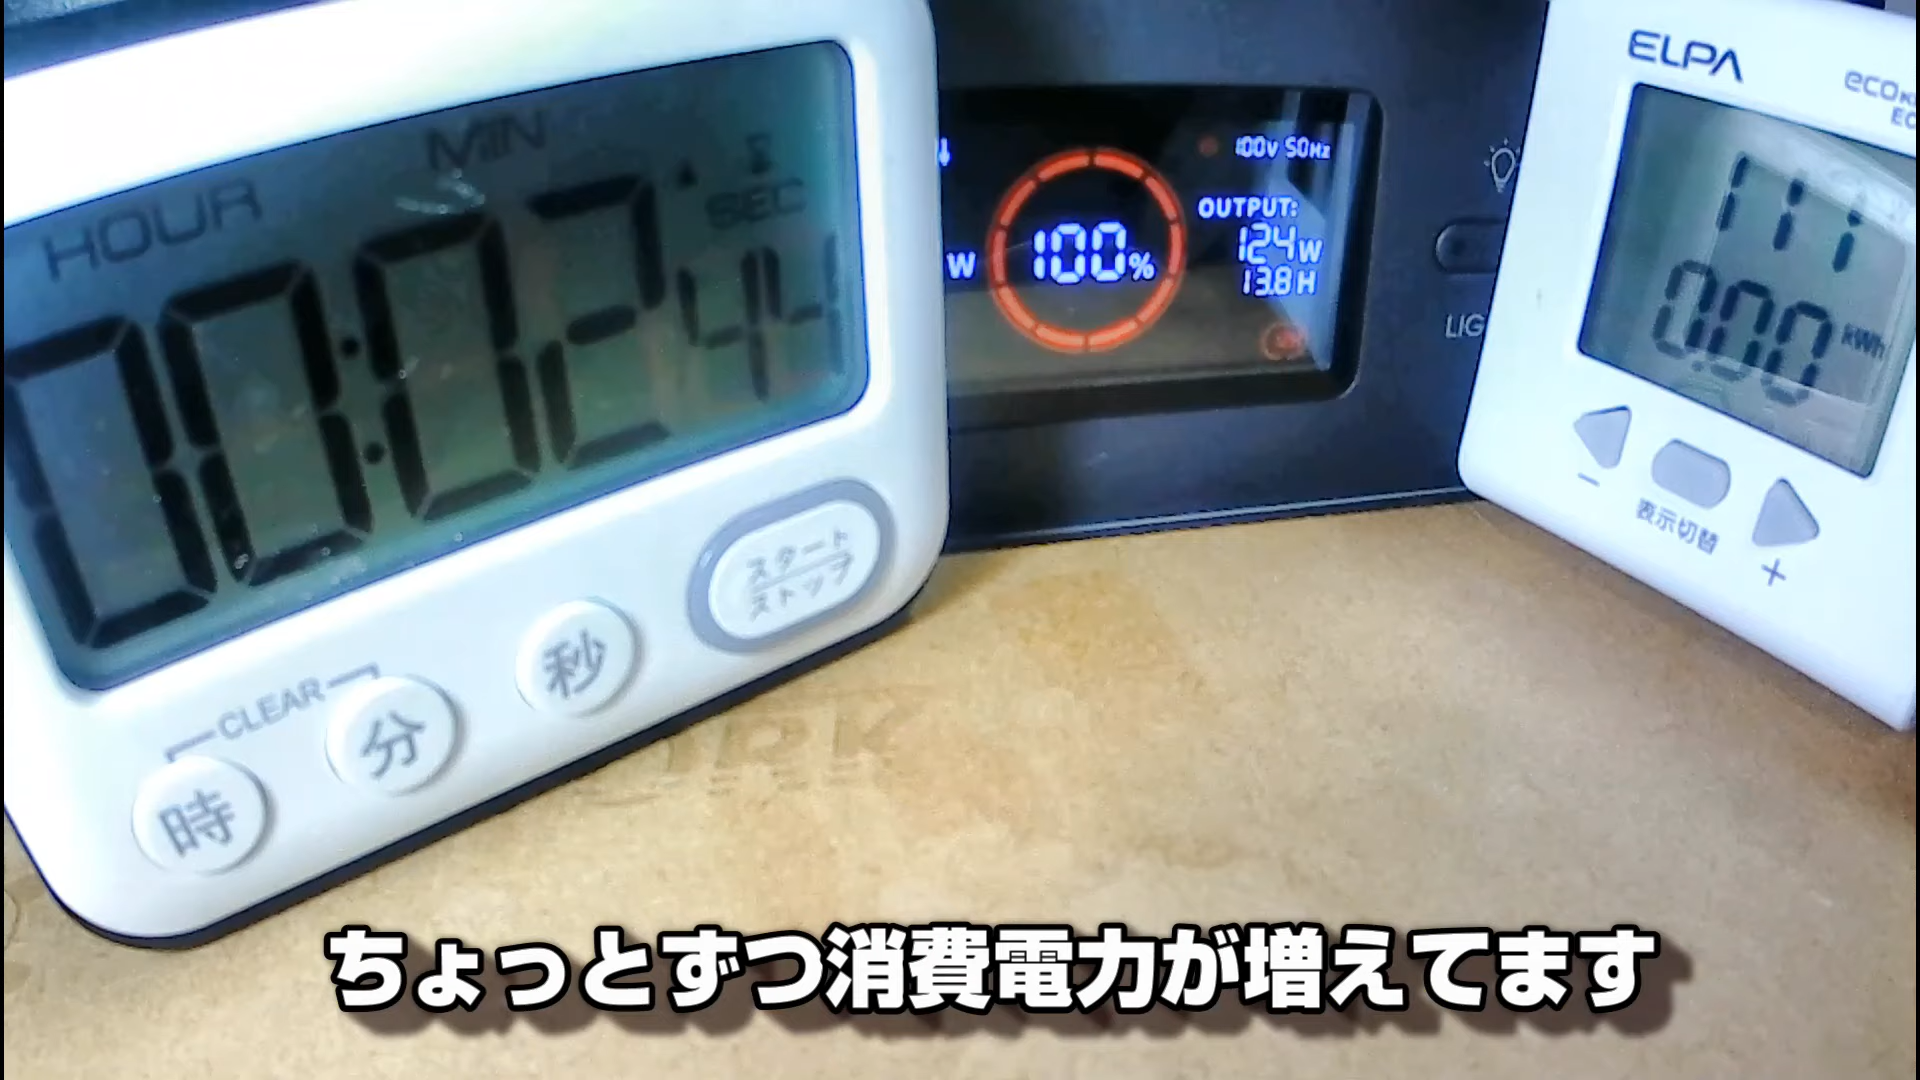 HOUR MIN SEC
00:02 44
スタート
ストップ
CLEAR
時
分
秒
W
100%
100V 50Hz
OUTPUT:
124W
13.8H
ELPA
111
0.00 kWh
− 表示切替 +
ちょっとずつ消費電力が増えてます